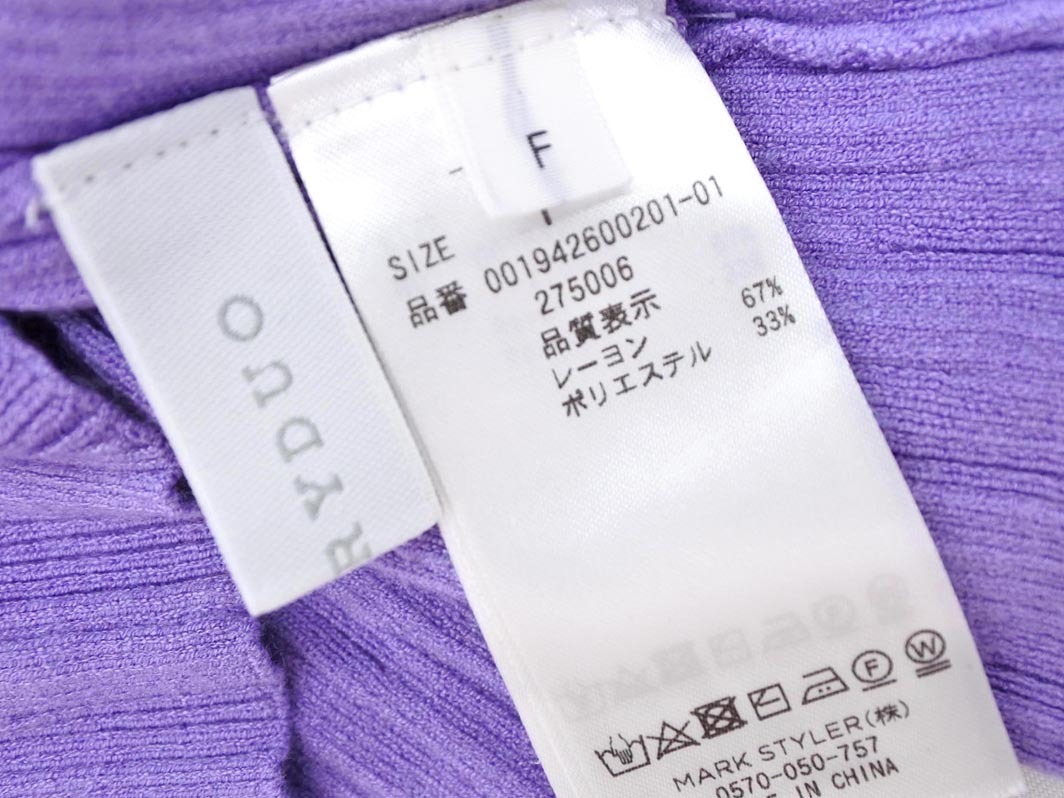 F
SIZE
品番 001942600201-01
275006
品質表示
レーヨン 67%
ポリエステル 33%
F W
MARK STYLER(株)
0570-050-757
IN CHINA
RYDUO